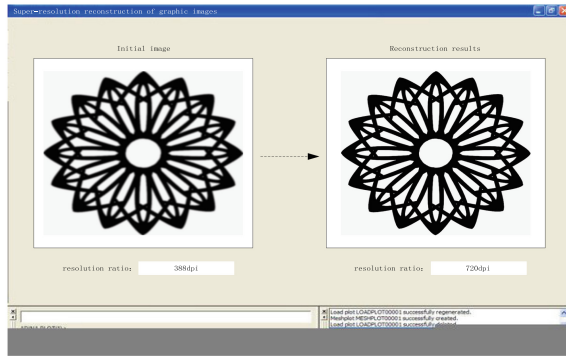 Super-resolution reconstruction of graphic images
Initial image
Reconstruction results
resolution ratio:
388dpi
resolution ratio:
720dpi
Load plot LOADPLOT00001 successfully regenerated.
Meshplot MESHPLOT00001 successfully created.
Load plot LOADPLOT00001 successfully deleted.